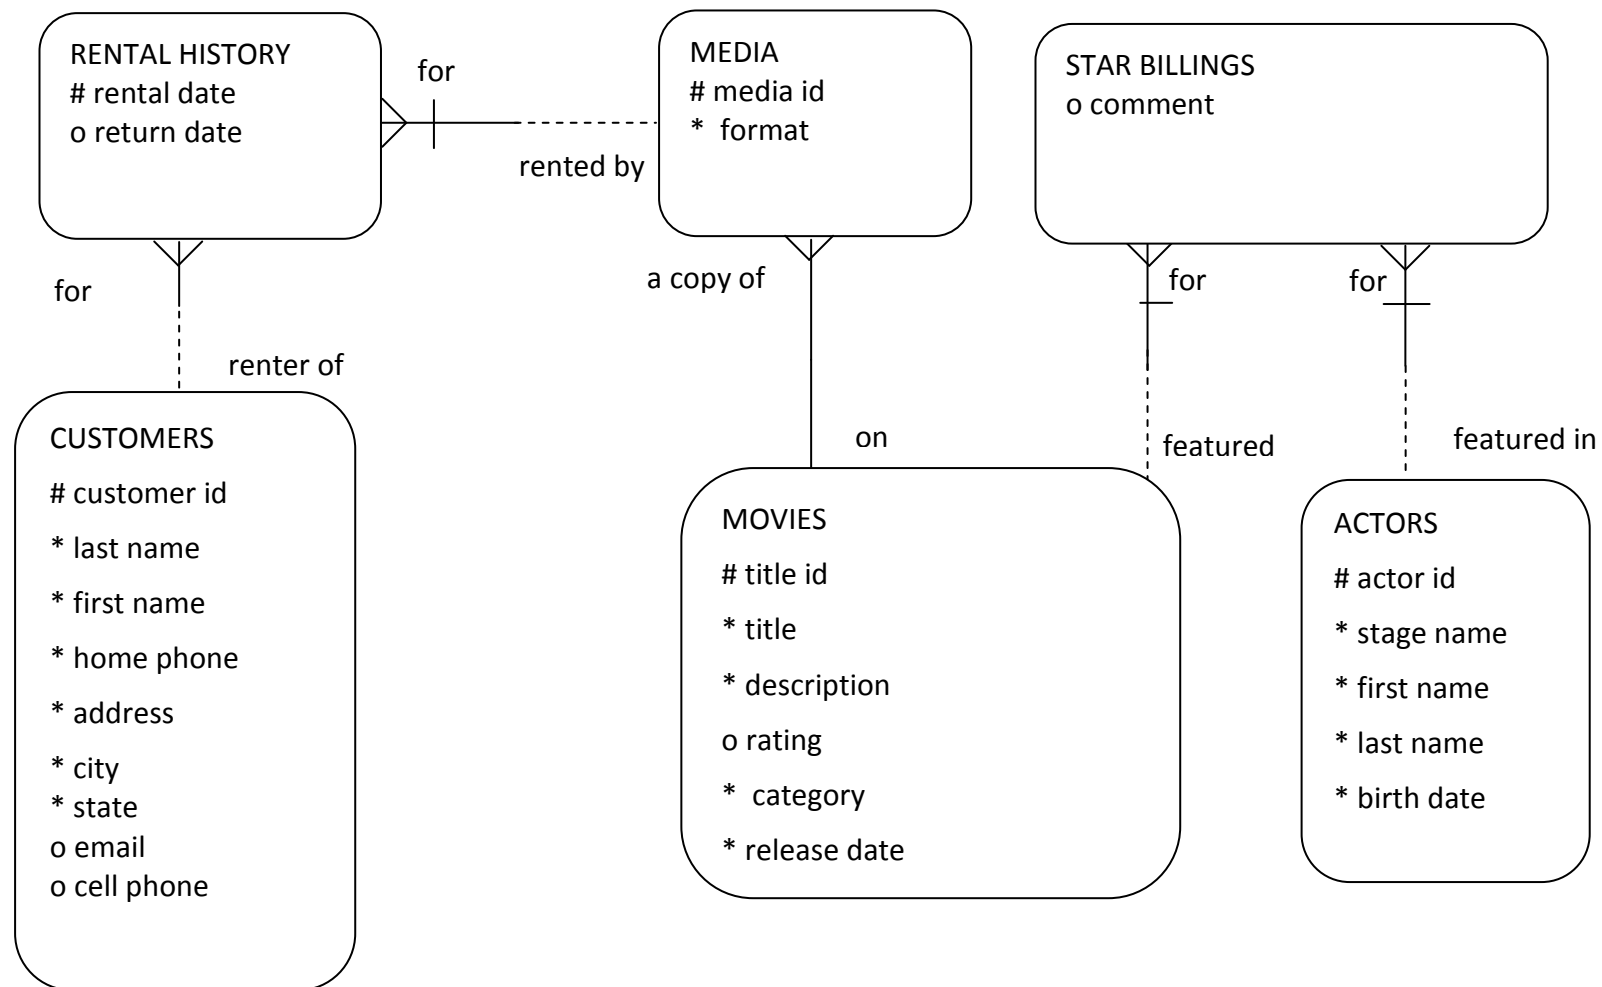 RENTAL HISTORY
# rental date
o return date
for
rented by
MEDIA
# media id
*  format
STAR BILLINGS
o comment
for
renter of
a copy of
on
for
featured
for
featured in
CUSTOMERS
# customer id
* last name
* first name
* home phone
* address
* city
* state
o email
o cell phone
MOVIES
# title id
* title
* description
o rating
*  category
* release date
ACTORS
# actor id
* stage name
* first name
* last name
* birth date